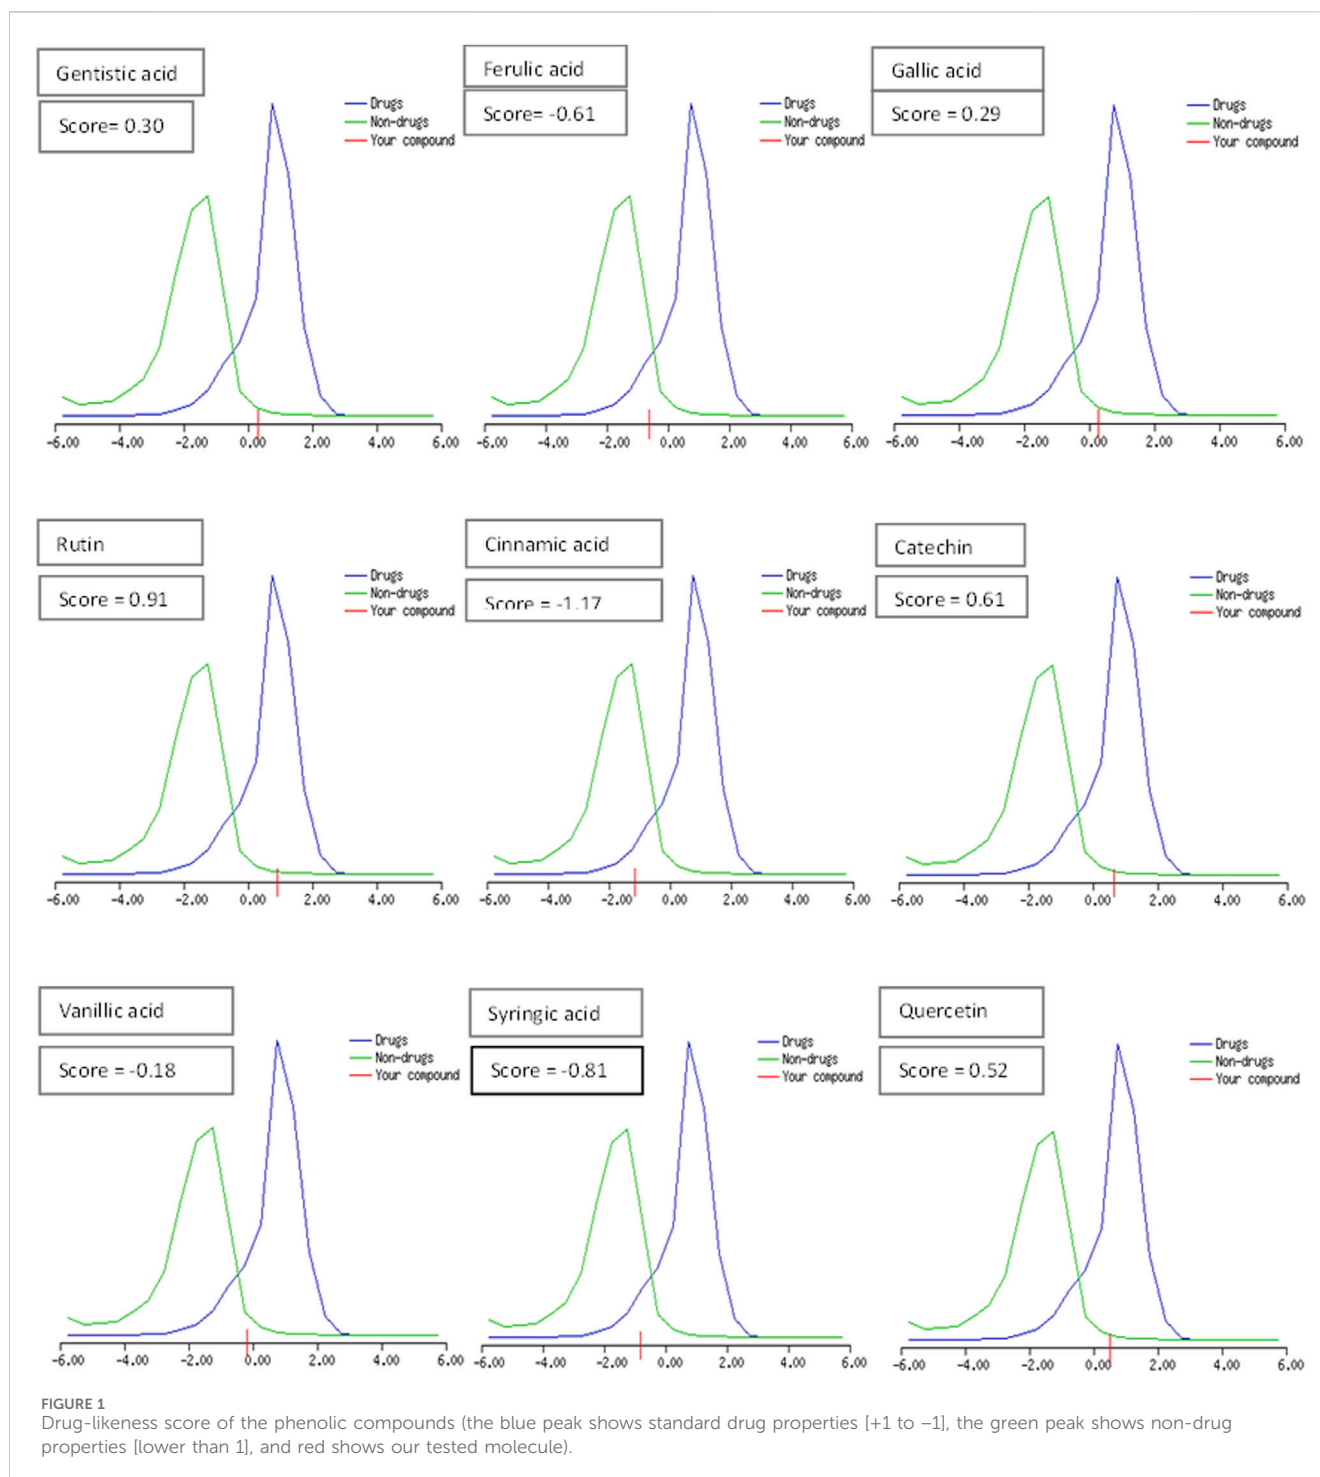 Gentistic acid
Score= 0.30
Drugs
Non-drugs
Your compound
-6.00 -4.00 -2.00 0.00 2.00 4.00 6.00
Ferulic acid
Score= -0.61
Drugs
Non-drugs
Your compound
-6.00 -4.00 -2.00 0.00 2.00 4.00 6.00
Gallic acid
Score = 0.29
Drugs
Non-drugs
Your compound
-6.00 -4.00 -2.00 0.00 2.00 4.00 6.00
Rutin
Score = 0.91
Drugs
Non-drugs
Your compound
-6.00 -4.00 -2.00 0.00 2.00 4.00 6.00
Cinnamic acid
Score = -1.17
Drugs
Non-drugs
Your compound
-6.00 -4.00 -2.00 0.00 2.00 4.00 6.00
Catechin
Score = 0.61
Drugs
Non-drugs
Your compound
-6.00 -4.00 -2.00 0.00 2.00 4.00 6.00
Vanillic acid
Score = -0.18
Drugs
Non-drugs
Your compound
-6.00 -4.00 -2.00 0.00 2.00 4.00 6.00
Syringic acid
Score = -0.81
Drugs
Non-drugs
Your compound
-6.00 -4.00 -2.00 0.00 2.00 4.00 6.00
Quercetin
Score = 0.52
Drugs
Non-drugs
Your compound
-6.00 -4.00 -2.00 0.00 2.00 4.00 6.00
FIGURE 1
Drug-likeness score of the phenolic compounds (the blue peak shows standard drug properties [+1 to −1], the green peak shows non-drug
properties [lower than 1], and red shows our tested molecule).